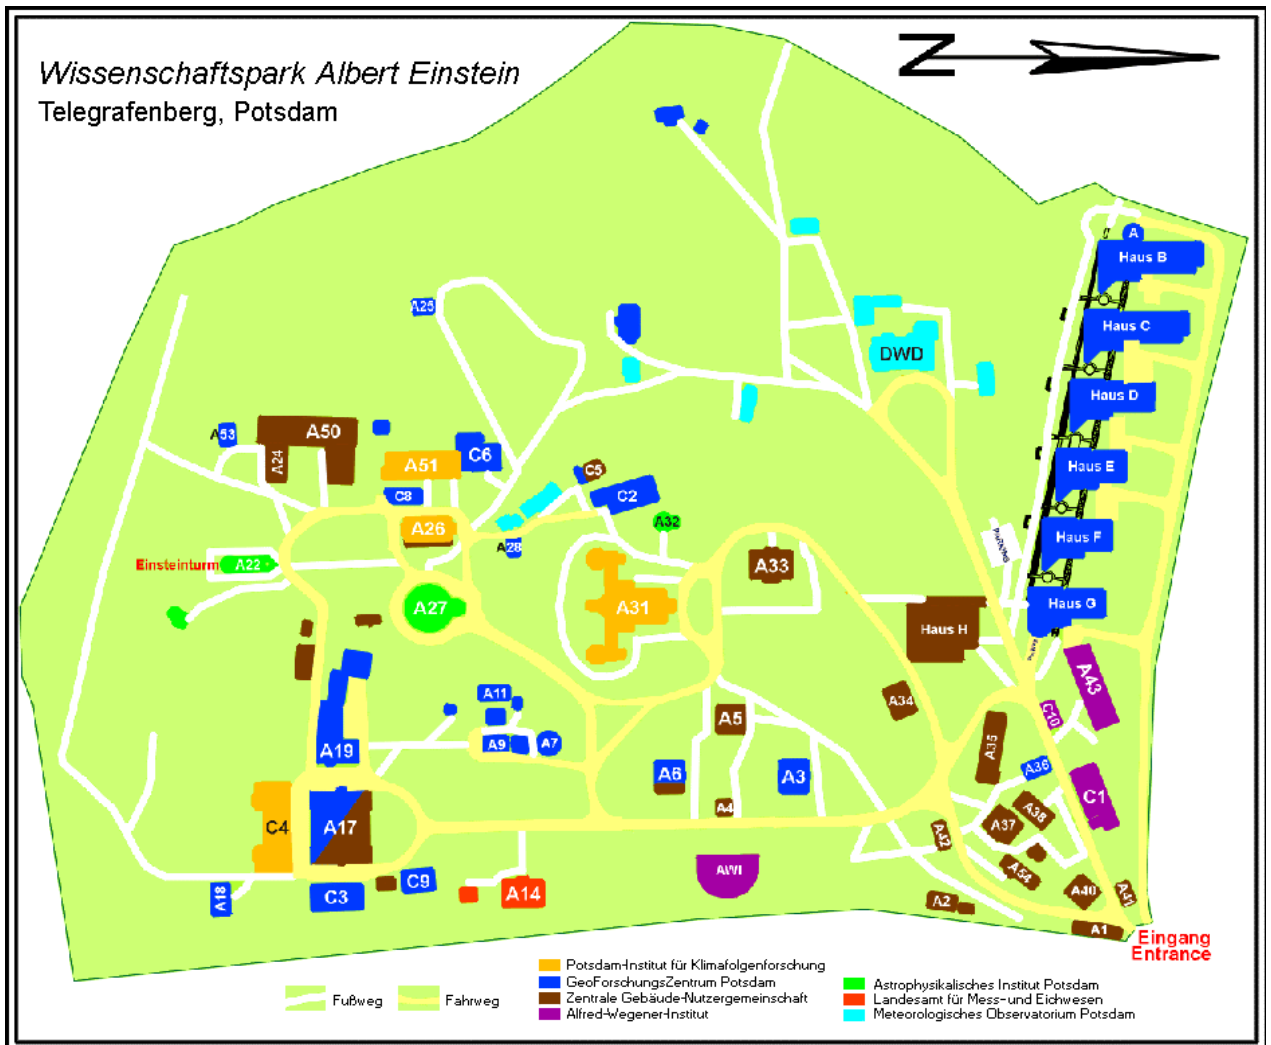 Wissenschaftspark Albert Einstein
Telegrafenberg, Potsdam
N
A
Haus B
Haus C
DWD
Haus D
Haus E
Haus F
Haus G
Haus H
Parkplatz
A25
A53
A50
A24
A51
C6
C8
A26
C5
C2
A28
A32
Einsteinturm
A22
A27
A31
A33
A43
C10
A34
A35
A36
C1
A11
A9
A7
A19
A5
A6
A3
A4
C4
A17
A18
C3
C9
A14
AWI
A42
A37
A38
A54
A40
A41
A2
A1
Eingang
Entrance
Fußweg
Fahrweg
Potsdam-Institut für Klimafolgenforschung
GeoForschungsZentrum Potsdam
Zentrale Gebäude-Nutzergemeinschaft
Alfred-Wegener-Institut
Astrophysikalisches Institut Potsdam
Landesamt für Mess-und Eichwesen
Meteorologisches Observatorium Potsdam